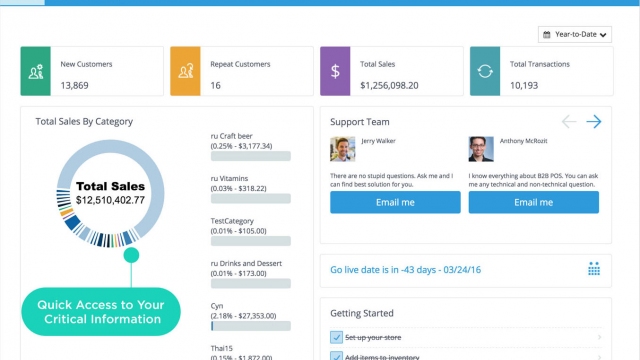 Year-to-Date
New Customers
13,869
Repeat Customers
16
Total Sales
$1,256,098.20
Total Transactions
10,193
Total Sales By Category
Total Sales
$12,510,402.77
ru Craft beer
(0.25% - $3,177.34)
ru Vitamins
(0.03% - $318.22)
TestCategory
(0.01% - $105.00)
ru Drinks and Dessert
(0.01% - $173.00)
Cyn
(2.18% - $27,353.00)
Thai15
(0.15% - $1,872.00)
Quick Access to Your
Critical Information
Support Team
Jerry Walker
There are no stupid questions. Ask me and I
can find best solution for you.
Email me
Anthony McRozit
I know everything about B2B POS. You can ask
me any technical and non-technical question.
Email me
Go live date is in -43 days - 03/24/16
Getting Started
Set up your store
Add items to inventory